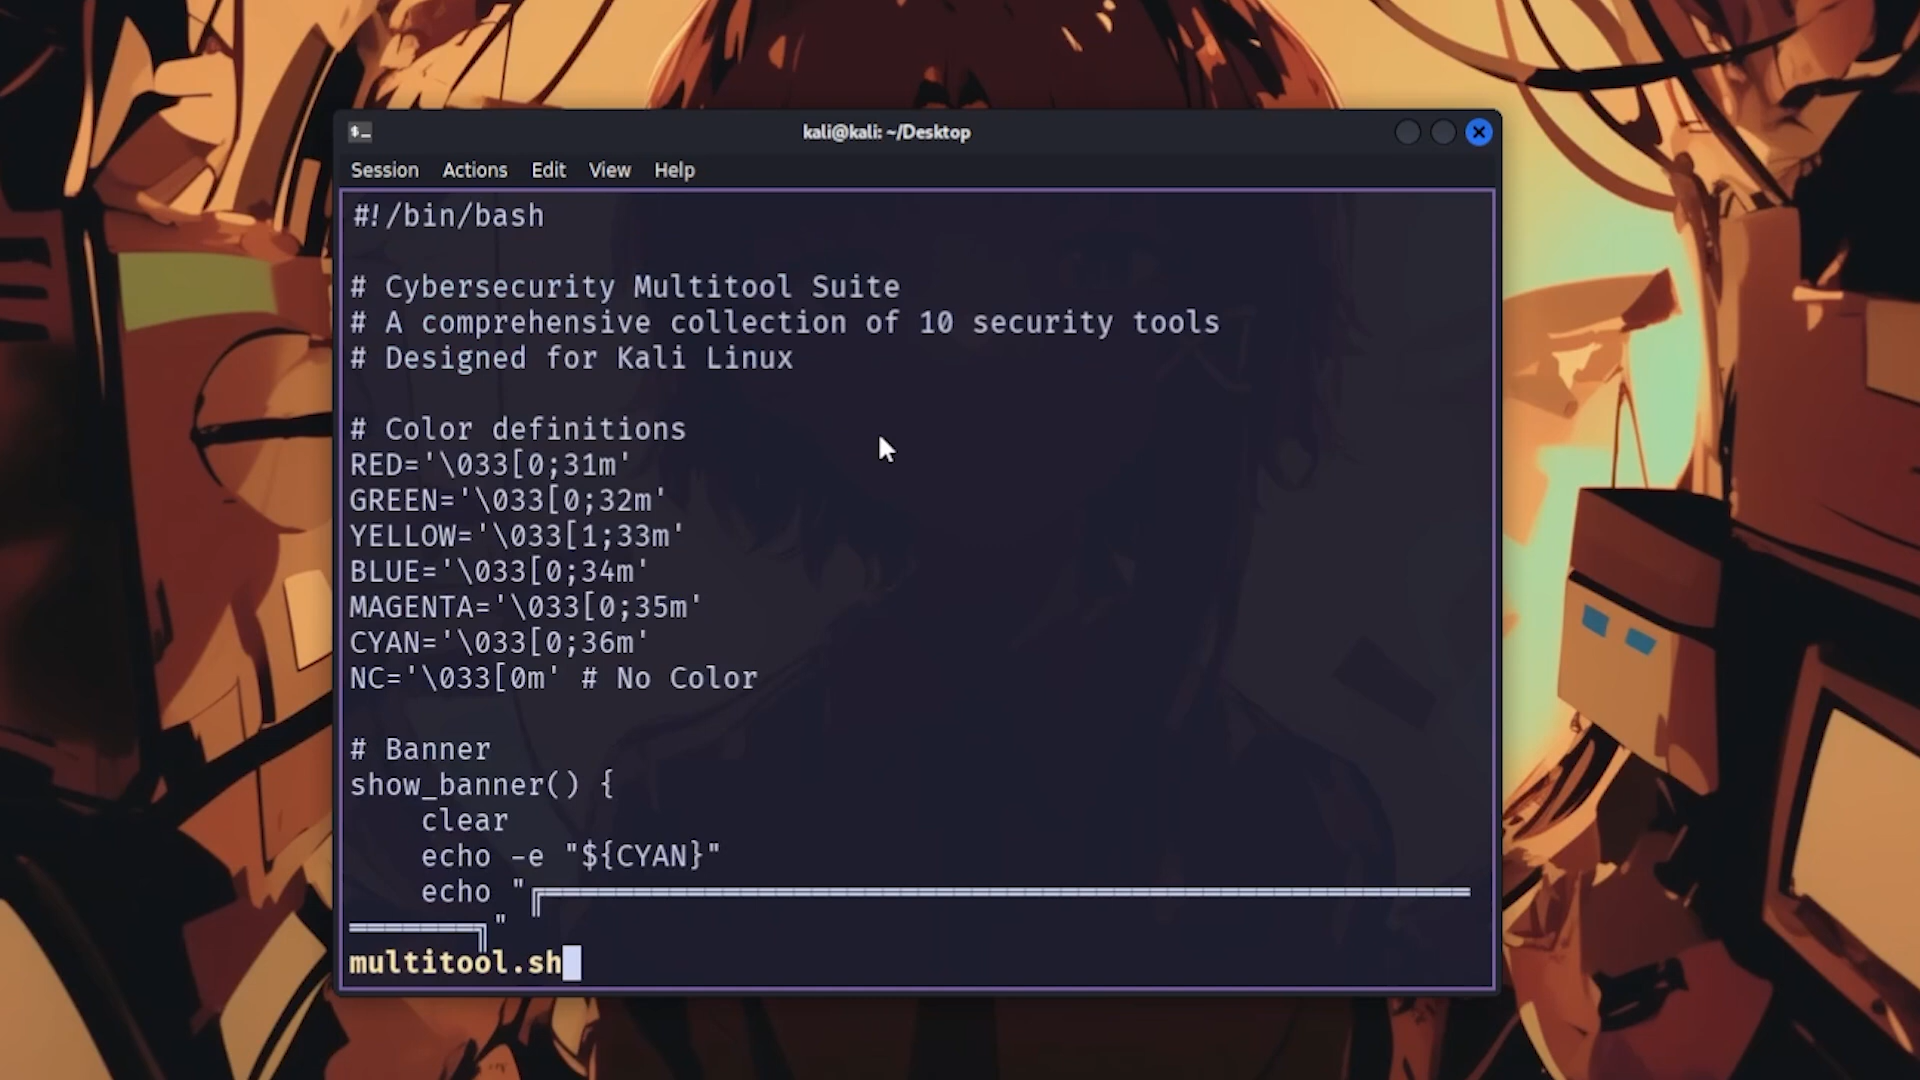 $_
kali@kali: ~/Desktop
Session Actions Edit View Help
#!/bin/bash
# Cybersecurity Multitool Suite
# A comprehensive collection of 10 security tools
# Designed for Kali Linux
# Color definitions
RED='\033[0;31m'
GREEN='\033[0;32m'
YELLOW='\033[1;33m'
BLUE='\033[0;34m'
MAGENTA='\033[0;35m'
CYAN='\033[0;36m'
NC='\033[0m' # No Color
# Banner
show_banner() {
    clear
    echo -e "${CYAN}"
    echo "╔═════════════════════════════════════════════════════
════════╗"
multitool.sh